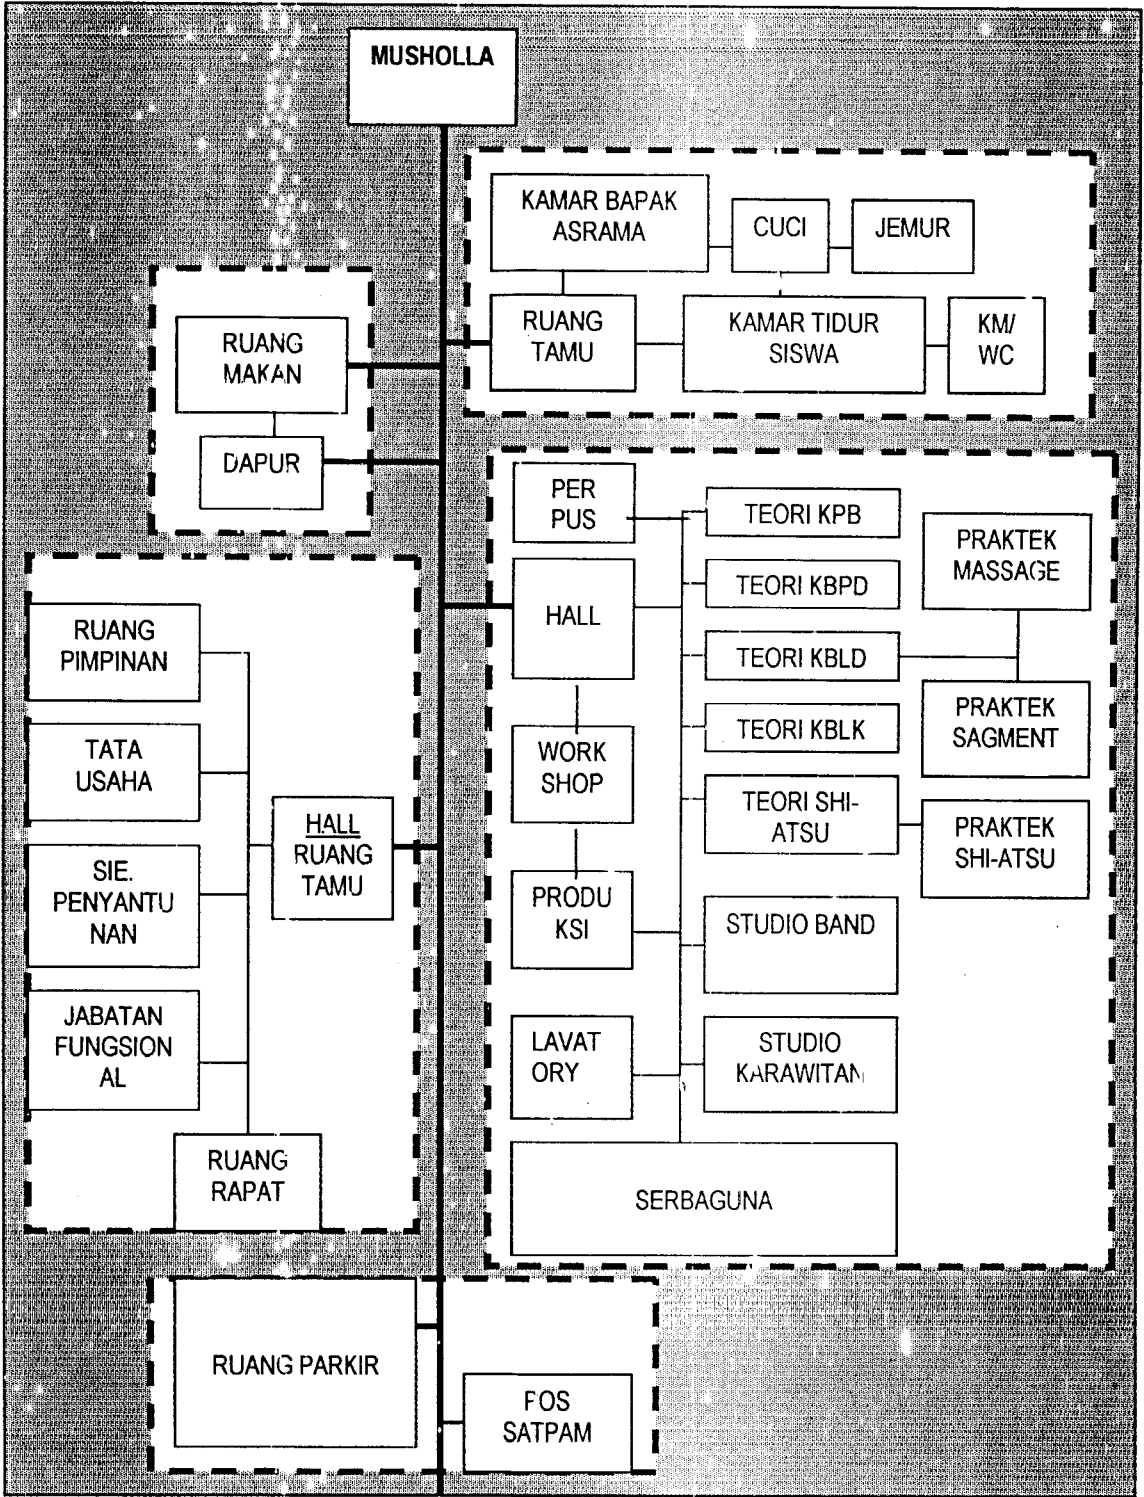 MUSHOLLA
KAMAR BAPAK
ASRAMA
CUCI
JEMUR
RUANG
TAMU
KAMAR TIDUR
SISWA
KM/
WC
RUANG
MAKAN
DAPUR
PER
PUS
HALL
WORK
SHOP
PRODU
KSI
LAVAT
ORY
TEORI KPB
TEORI KBPD
TEORI KBLD
TEORI KBLK
TEORI SHI-
ATSU
STUDIO BAND
STUDIO
KARAWITAN
SERBAGUNA
PRAKTEK
MASSAGE
PRAKTEK
SAGMENT
PRAKTEK
SHI-ATSU
RUANG
PIMPINAN
TATA
USAHA
SIE.
PENYANTU
NAN
JABATAN
FUNGSION
AL
HALL
RUANG
TAMU
RUANG
RAPAT
RUANG PARKIR
POS
SATPAM